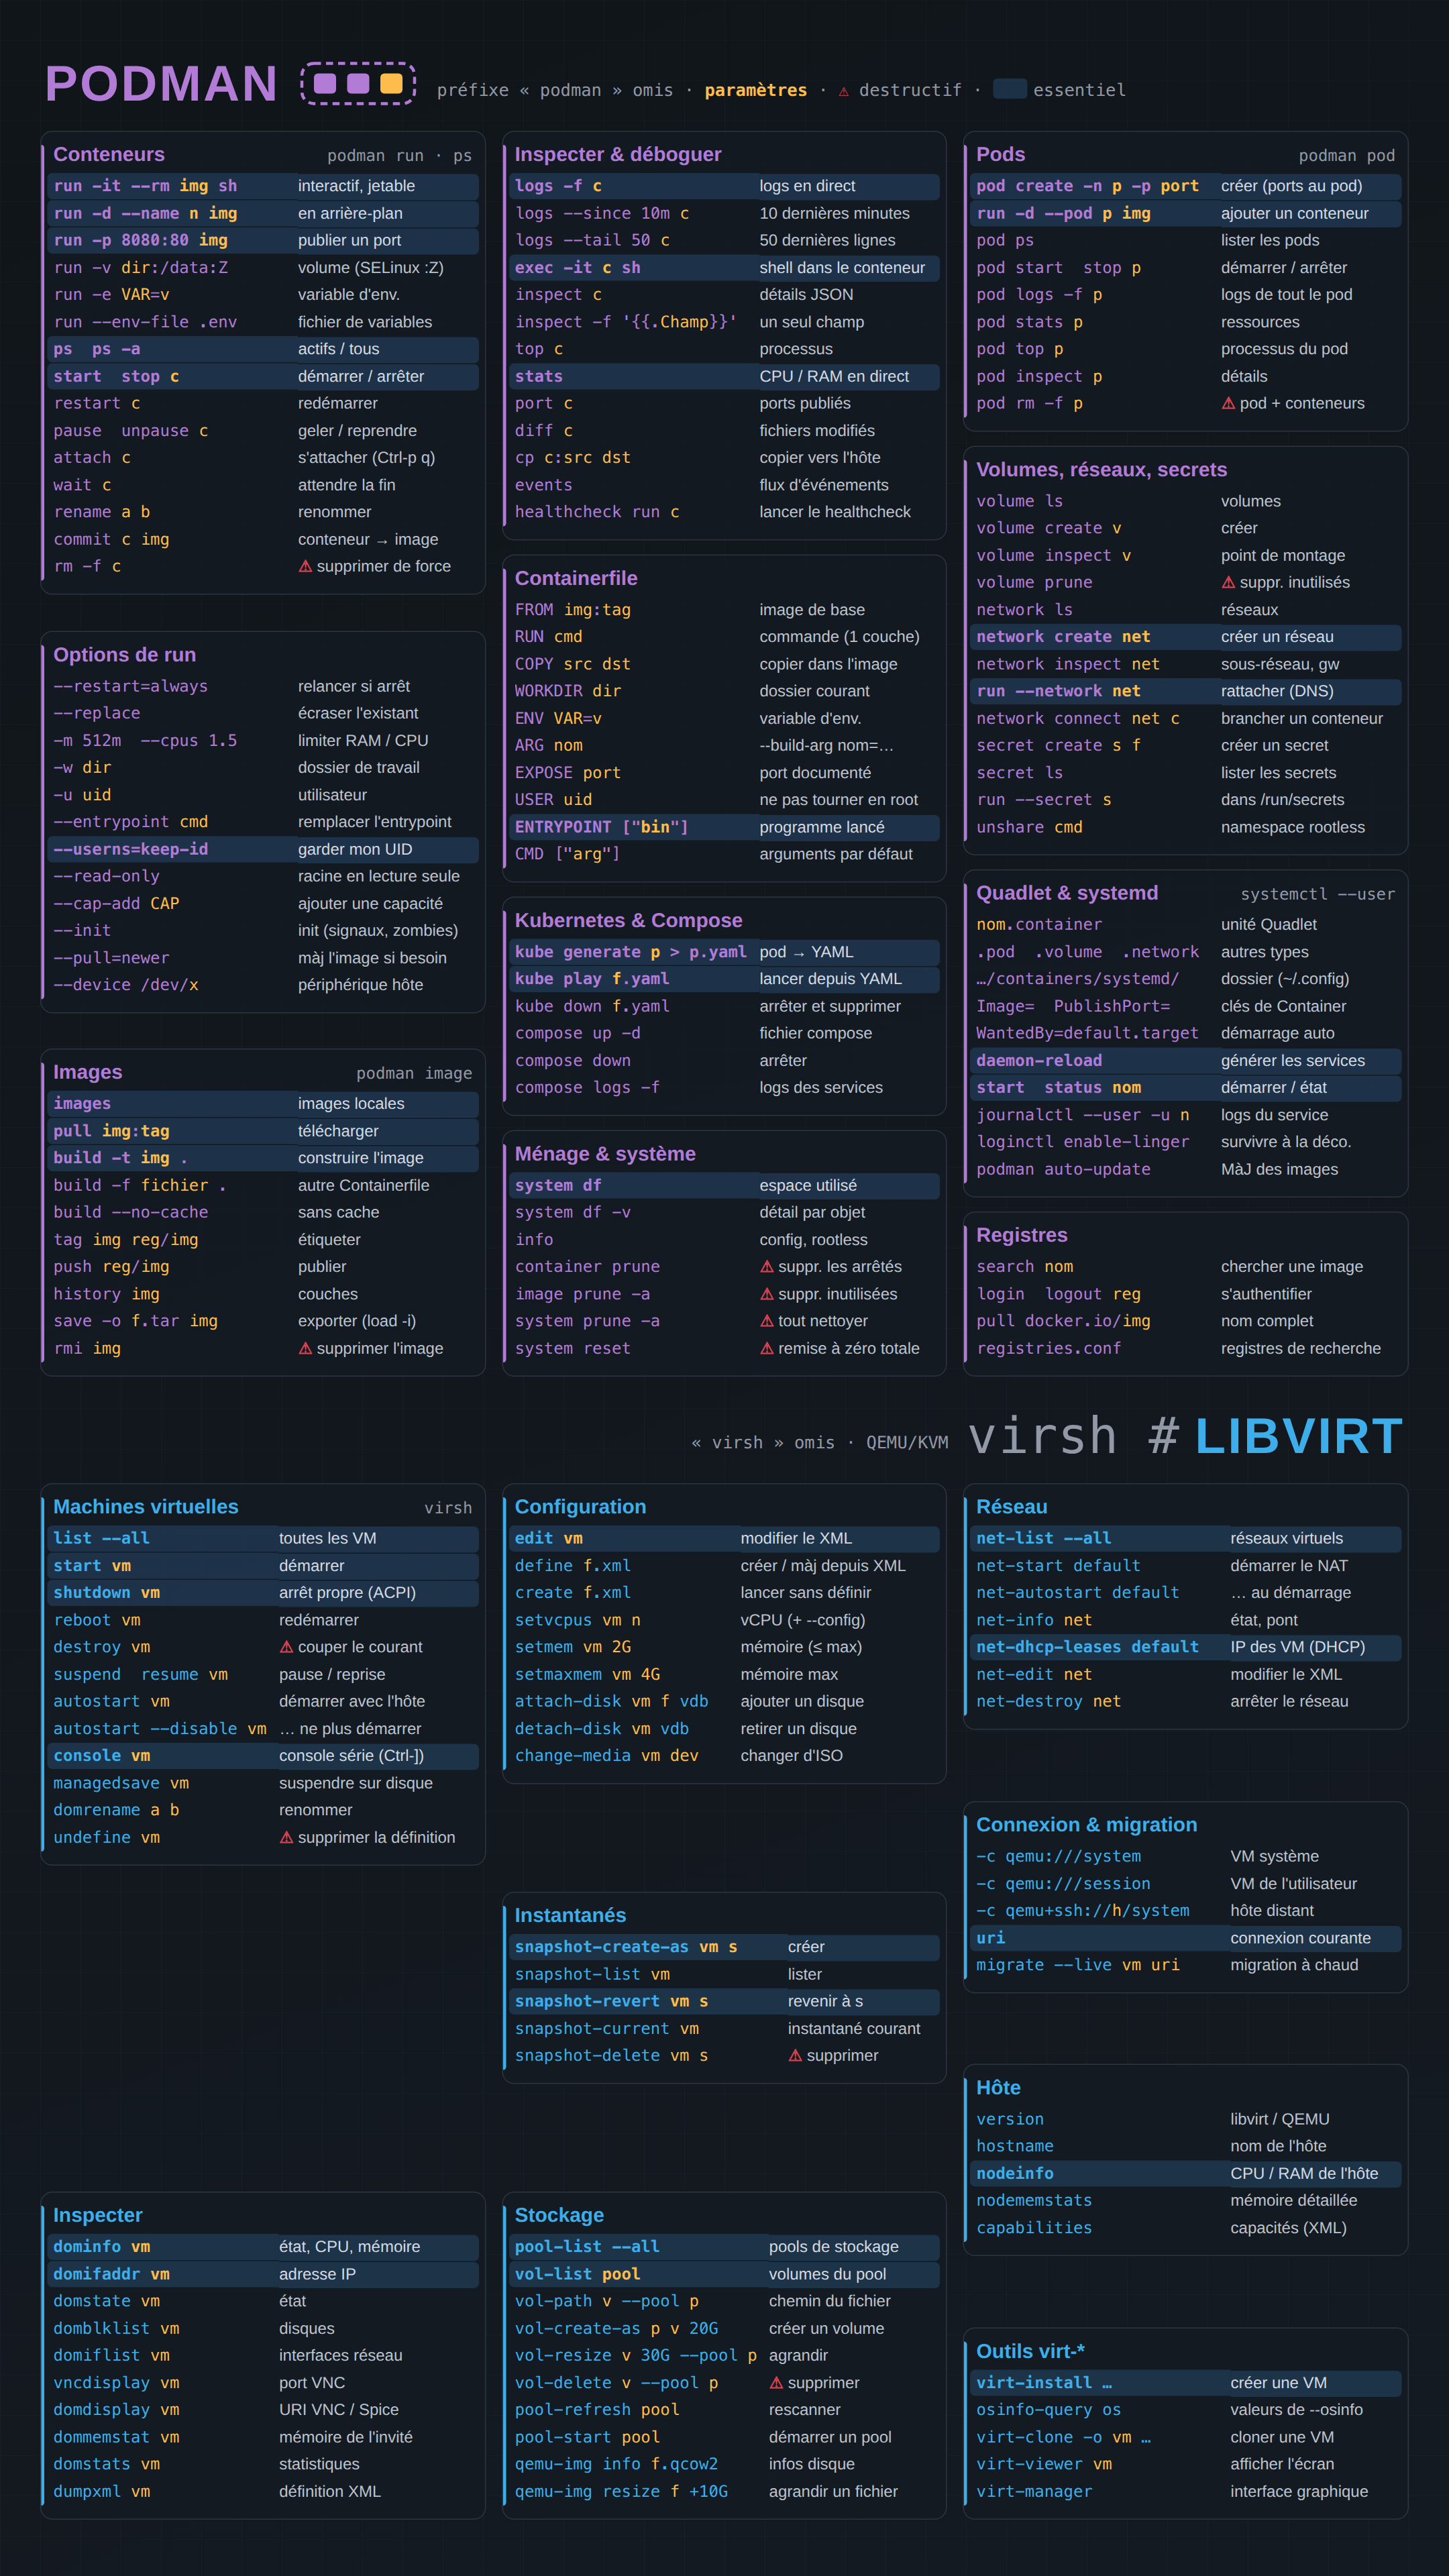 PODMAN
préfixe « podman » omis · paramètres · ⚠ destructif · essentiel
Conteneurs podman run · ps
run -it --rm img sh interactif, jetable
run -d --name n img en arrière-plan
run -p 8080:80 img publier un port
run -v dir:/data:Z volume (SELinux :Z)
run -e VAR=v variable d'env.
run --env-file .env fichier de variables
ps ps -a actifs / tous
start stop c démarrer / arrêter
restart c redémarrer
pause unpause c geler / reprendre
attach c s'attacher (Ctrl-p q)
wait c attendre la fin
rename a b renommer
commit c img conteneur → image
rm -f c ⚠ supprimer de force
Options de run
--restart=always relancer si arrêt
--replace écraser l'existant
-m 512m --cpus 1.5 limiter RAM / CPU
-w dir dossier de travail
-u uid utilisateur
--entrypoint cmd remplacer l'entrypoint
--userns=keep-id garder mon UID
--read-only racine en lecture seule
--cap-add CAP ajouter une capacité
--init init (signaux, zombies)
--pull=newer màj l'image si besoin
--device /dev/x périphérique hôte
Images podman image
images images locales
pull img:tag télécharger
build -t img . construire l'image
build -f fichier . autre Containerfile
build --no-cache sans cache
tag img reg/img étiqueter
push reg/img publier
history img couches
save -o f.tar img exporter (load -i)
rmi img ⚠ supprimer l'image
Inspecter & déboguer
logs -f c logs en direct
logs --since 10m c 10 dernières minutes
logs --tail 50 c 50 dernières lignes
exec -it c sh shell dans le conteneur
inspect c détails JSON
inspect -f '{{.Champ}}' un seul champ
top c processus
stats CPU / RAM en direct
port c ports publiés
diff c fichiers modifiés
cp c:src dst copier vers l'hôte
events flux d'événements
healthcheck run c lancer le healthcheck
Containerfile
FROM img:tag image de base
RUN cmd commande (1 couche)
COPY src dst copier dans l'image
WORKDIR dir dossier courant
ENV VAR=v variable d'env.
ARG nom --build-arg nom=…
EXPOSE port port documenté
USER uid ne pas tourner en root
ENTRYPOINT ["bin"] programme lancé
CMD ["arg"] arguments par défaut
Kubernetes & Compose
kube generate p > p.yaml pod → YAML
kube play f.yaml lancer depuis YAML
kube down f.yaml arrêter et supprimer
compose up -d fichier compose
compose down arrêter
compose logs -f logs des services
Ménage & système
system df espace utilisé
system df -v détail par objet
info config, rootless
container prune ⚠ suppr. les arrêtés
image prune -a ⚠ suppr. inutilisées
system prune -a ⚠ tout nettoyer
system reset ⚠ remise à zéro totale
Pods podman pod
pod create -n p -p port créer (ports au pod)
run -d --pod p img ajouter un conteneur
pod ps lister les pods
pod start stop p démarrer / arrêter
pod logs -f p logs de tout le pod
pod stats p ressources
pod top p processus du pod
pod inspect p détails
pod rm -f p ⚠ pod + conteneurs
Volumes, réseaux, secrets
volume ls volumes
volume create v créer
volume inspect v point de montage
volume prune ⚠ suppr. inutilisés
network ls réseaux
network create net créer un réseau
network inspect net sous-réseau, gw
run --network net rattacher (DNS)
network connect net c brancher un conteneur
secret create s f créer un secret
secret ls lister les secrets
run --secret s dans /run/secrets
unshare cmd namespace rootless
Quadlet & systemd systemctl --user
nom.container unité Quadlet
.pod .volume .network autres types
…/containers/systemd/ dossier (~/.config)
Image= PublishPort= clés de Container
WantedBy=default.target démarrage auto
daemon-reload générer les services
start status nom démarrer / état
journalctl --user -u n logs du service
loginctl enable-linger survivre à la déco.
podman auto-update MàJ des images
Registres
search nom chercher une image
login logout reg s'authentifier
pull docker.io/img nom complet
registries.conf registres de recherche
« virsh » omis · QEMU/KVM virsh # LIBVIRT
Machines virtuelles virsh
list --all toutes les VM
start vm démarrer
shutdown vm arrêt propre (ACPI)
reboot vm redémarrer
destroy vm ⚠ couper le courant
suspend resume vm pause / reprise
autostart vm démarrer avec l'hôte
autostart --disable vm … ne plus démarrer
console vm console série (Ctrl-])
managedsave vm suspendre sur disque
domrename a b renommer
undefine vm ⚠ supprimer la définition
Inspecter
dominfo vm état, CPU, mémoire
domifaddr vm adresse IP
domstate vm état
domblklist vm disques
domiflist vm interfaces réseau
vncdisplay vm port VNC
domdisplay vm URI VNC / Spice
dommemstat vm mémoire de l'invité
domstats vm statistiques
dumpxml vm définition XML
Configuration
edit vm modifier le XML
define f.xml créer / màj depuis XML
create f.xml lancer sans définir
setvcpus vm n vCPU (+ --config)
setmem vm 2G mémoire (≤ max)
setmaxmem vm 4G mémoire max
attach-disk vm f vdb ajouter un disque
detach-disk vm vdb retirer un disque
change-media vm dev changer d'ISO
Instantanés
snapshot-create-as vm s créer
snapshot-list vm lister
snapshot-revert vm s revenir à s
snapshot-current vm instantané courant
snapshot-delete vm s ⚠ supprimer
Stockage
pool-list --all pools de stockage
vol-list pool volumes du pool
vol-path v --pool p chemin du fichier
vol-create-as p v 20G créer un volume
vol-resize v 30G --pool p agrandir
vol-delete v --pool p ⚠ supprimer
pool-refresh pool rescanner
pool-start pool démarrer un pool
qemu-img info f.qcow2 infos disque
qemu-img resize f +10G agrandir un fichier
Réseau
net-list --all réseaux virtuels
net-start default démarrer le NAT
net-autostart default … au démarrage
net-info net état, pont
net-dhcp-leases default IP des VM (DHCP)
net-edit net modifier le XML
net-destroy net arrêter le réseau
Connexion & migration
-c qemu:///system VM système
-c qemu:///session VM de l'utilisateur
-c qemu+ssh://h/system hôte distant
uri connexion courante
migrate --live vm uri migration à chaud
Hôte
version libvirt / QEMU
hostname nom de l'hôte
nodeinfo CPU / RAM de l'hôte
nodememstats mémoire détaillée
capabilities capacités (XML)
Outils virt-*
virt-install … créer une VM
osinfo-query os valeurs de --osinfo
virt-clone -o vm … cloner une VM
virt-viewer vm afficher l'écran
virt-manager interface graphique